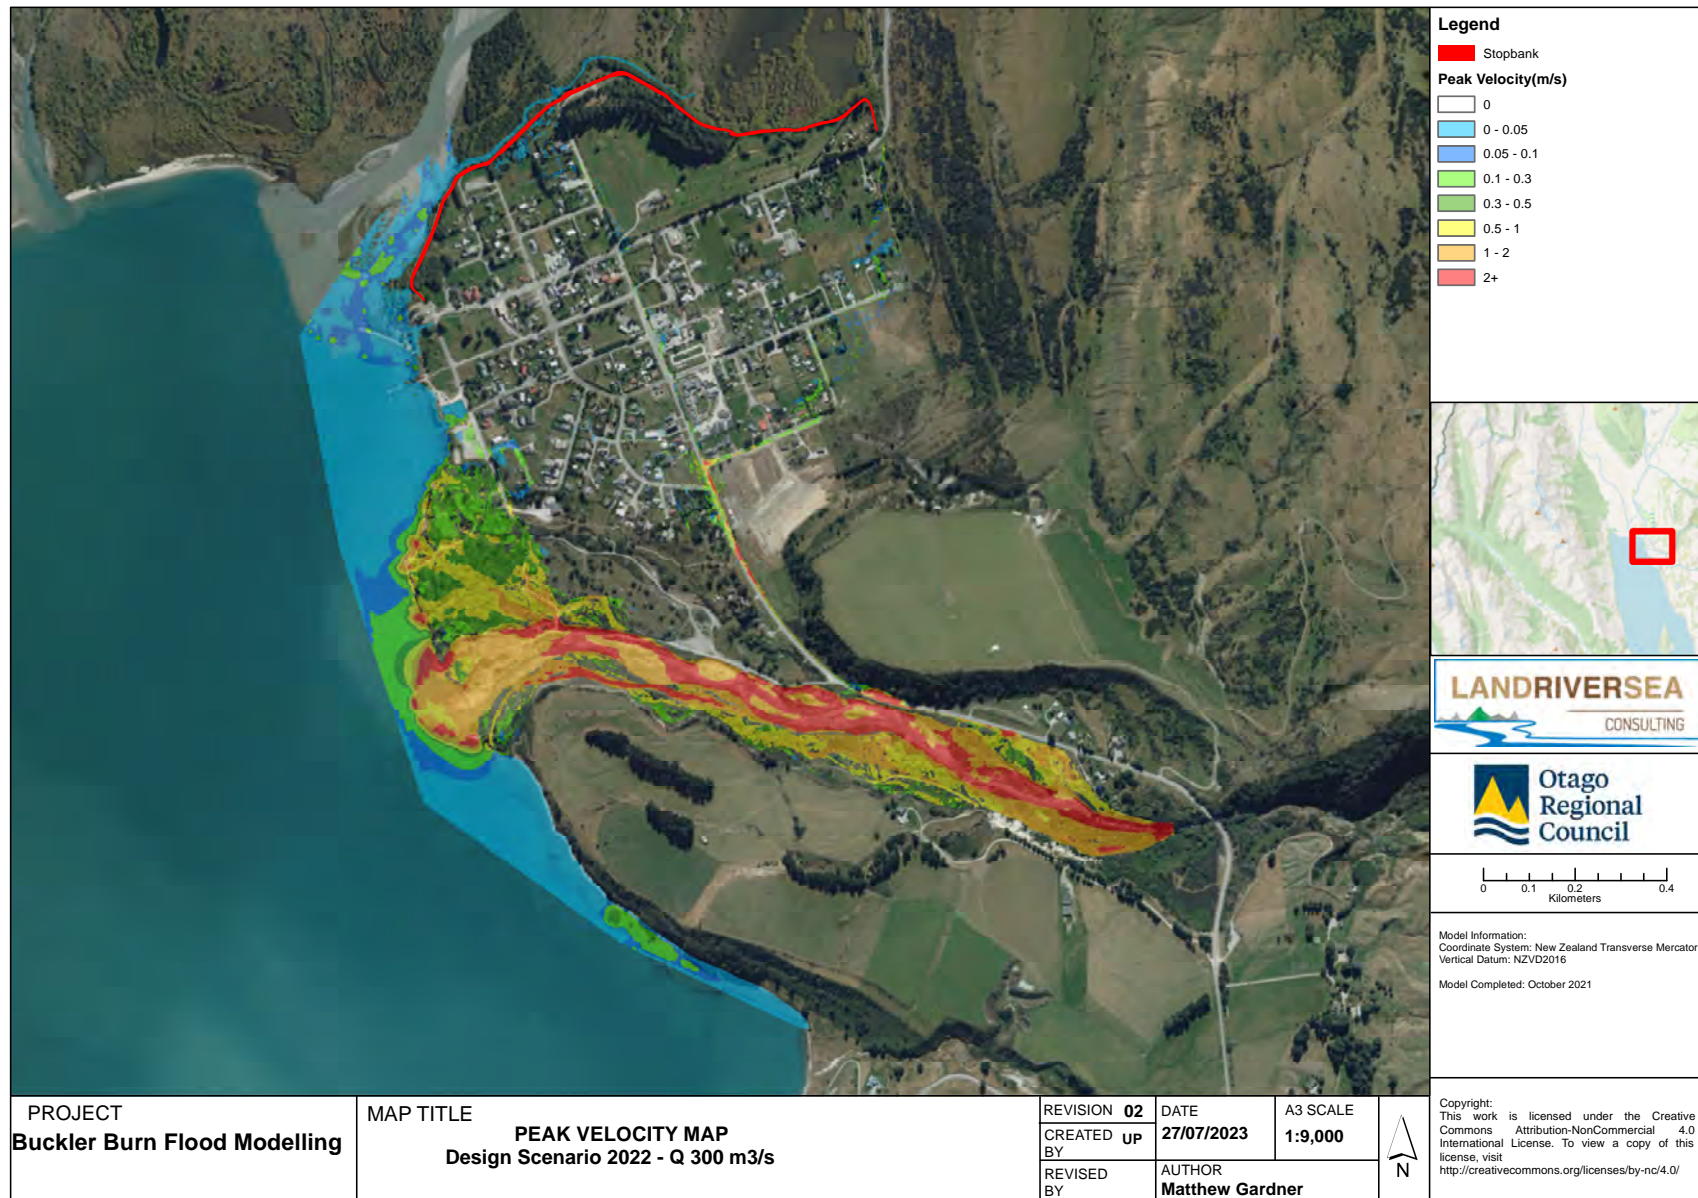 Legend
Stopbank
Peak Velocity(m/s)
0
0 - 0.05
0.05 - 0.1
0.1 - 0.3
0.3 - 0.5
0.5 - 1
1 - 2
2+
LANDRIVERSEA
CONSULTING
Otago
Regional
Council
0 0.1 0.2 0.4
Kilometers
Model Information:
Coordinate System: New Zealand Transverse Mercator
Vertical Datum: NZVD2016
Model Completed: October 2021
Copyright:
This work is licensed under the Creative
Commons Attribution-NonCommercial 4.0
International License. To view a copy of this
license, visit
http://creativecommons.org/licenses/by-nc/4.0/
PROJECT
Buckler Burn Flood Modelling
MAP TITLE
PEAK VELOCITY MAP
Design Scenario 2022 - Q 300 m3/s
REVISION 02
CREATED BY UP
REVISED BY
DATE
27/07/2023
A3 SCALE
1:9,000
AUTHOR
Matthew Gardner
N